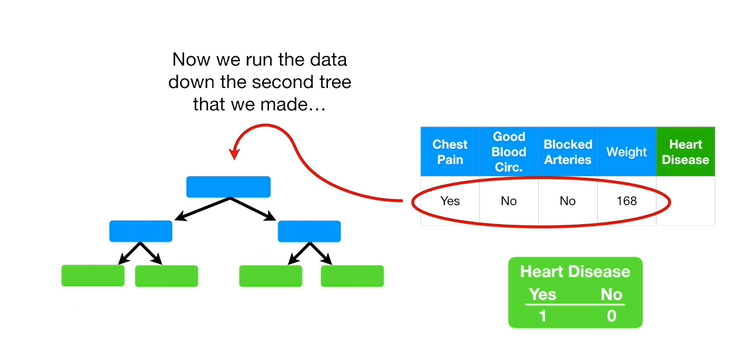 Now we run the data
down the second tree
that we made…
Chest Pain Good Blood Circ. Blocked Arteries Weight Heart Disease
Yes No No 168
Heart Disease
Yes No
1 0